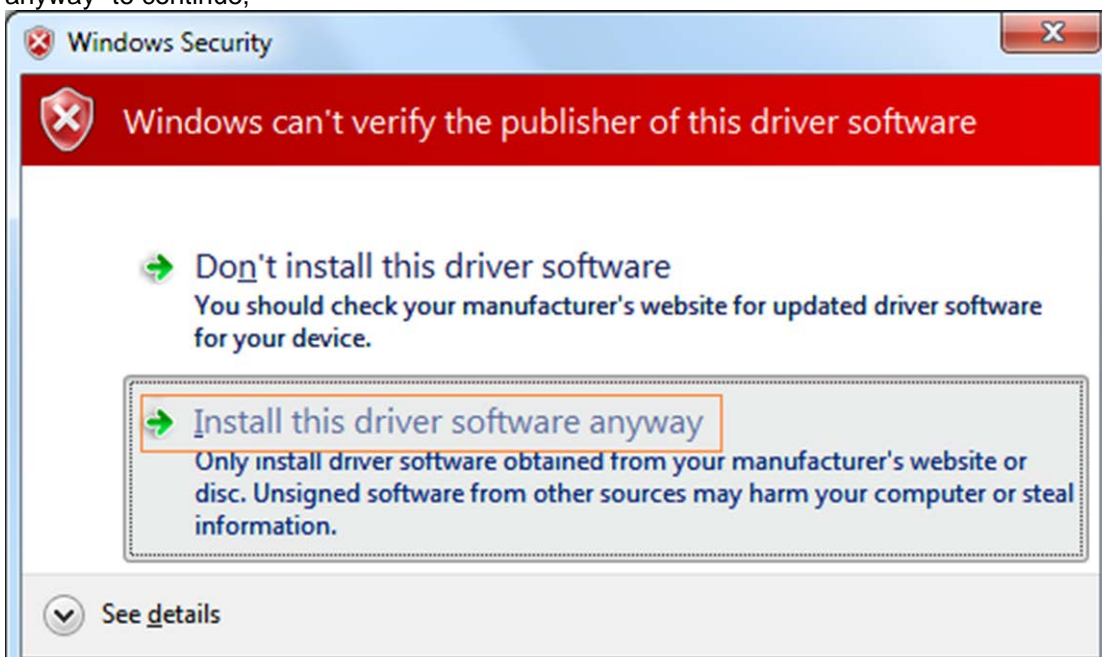 anyway" to continue;
Windows Security
Windows can't verify the publisher of this driver software
Don't install this driver software
You should check your manufacturer's website for updated driver software
for your device.
Install this driver software anyway
Only install driver software obtained from your manufacturer's website or
disc. Unsigned software from other sources may harm your computer or steal
information.
See details